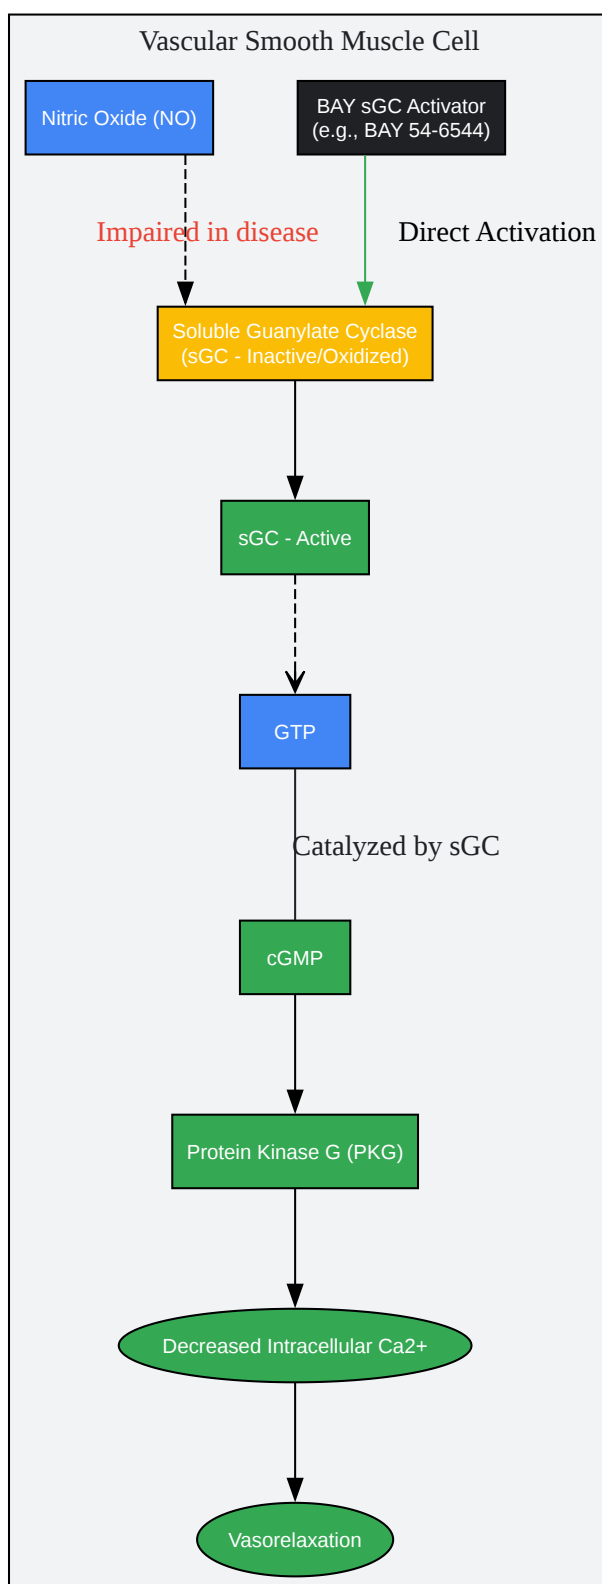 Vascular Smooth Muscle Cell
Nitric Oxide (NO)
BAY sGC Activator
(e.g., BAY 54-6544)
Impaired in disease
Direct Activation
Soluble Guanylate Cyclase
(sGC - Inactive/Oxidized)
sGC - Active
GTP
Catalyzed by sGC
cGMP
Protein Kinase G (PKG)
Decreased Intracellular Ca2+
Vasorelaxation